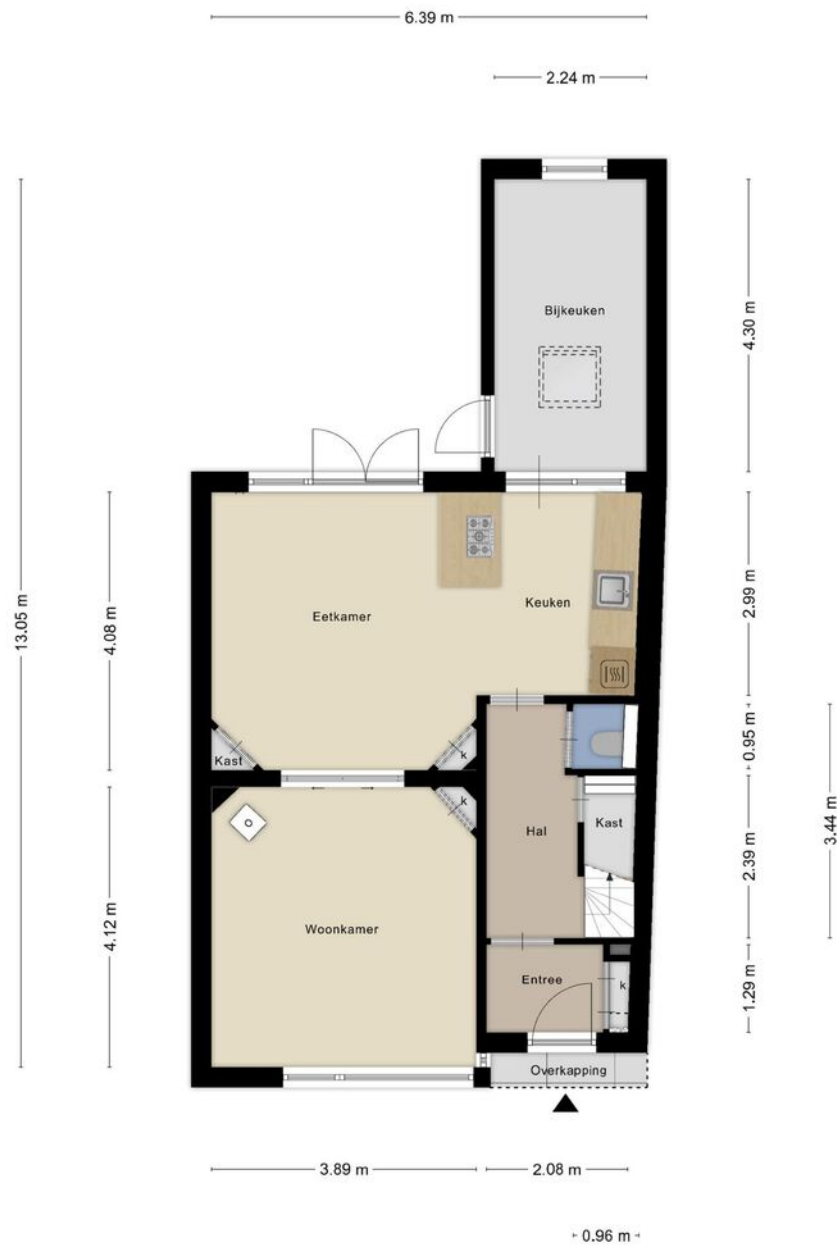 6.39 m
2.24 m
Bijkeuken
4.30 m
13.05 m
4.08 m
Eetkamer
Keuken
2.99 m
Kast
k
0.95 m
k
Hal
Kast
2.39 m
3.44 m
4.12 m
Woonkamer
Entree
k
1.29 m
Overkapping
3.89 m
2.08 m
0.96 m